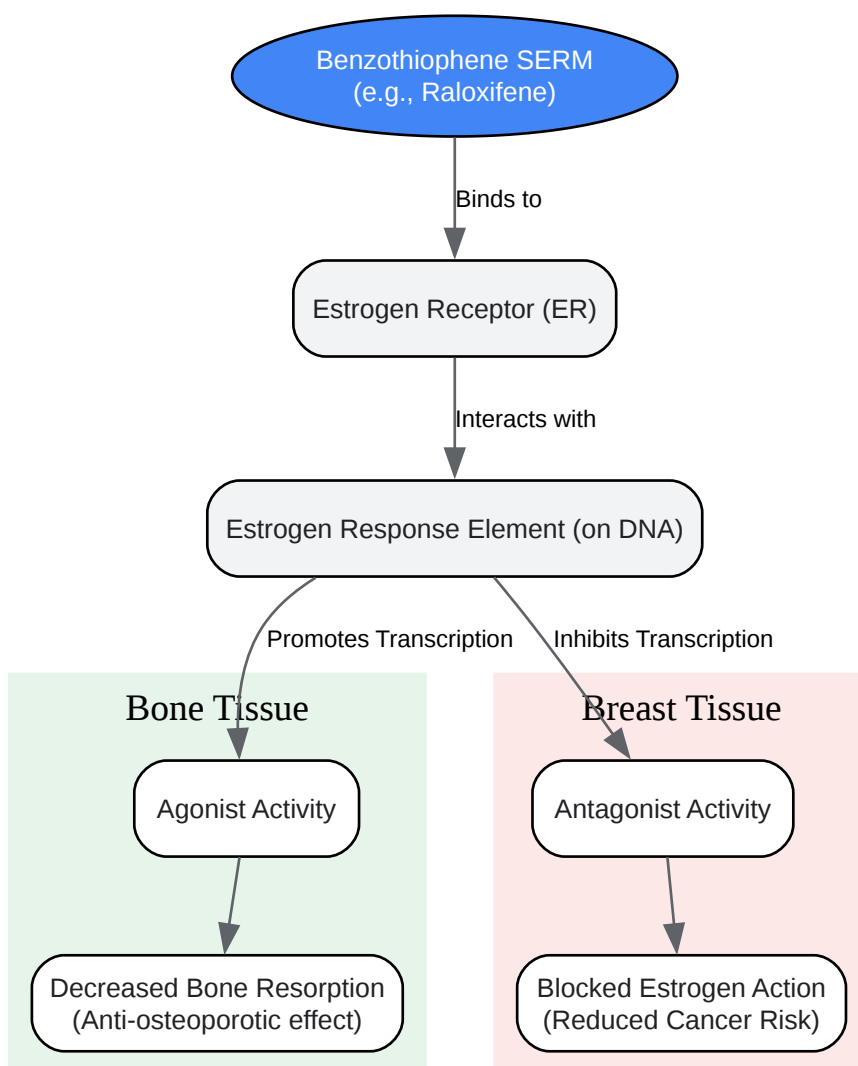 Benzothiophene SERM
(e.g., Raloxifene)
Binds to
Estrogen Receptor (ER)
Interacts with
Estrogen Response Element (on DNA)
Promotes Transcription
Inhibits Transcription
Bone Tissue
Breast Tissue
Agonist Activity
Antagonist Activity
Decreased Bone Resorption
(Anti-osteoporotic effect)
Blocked Estrogen Action
(Reduced Cancer Risk)